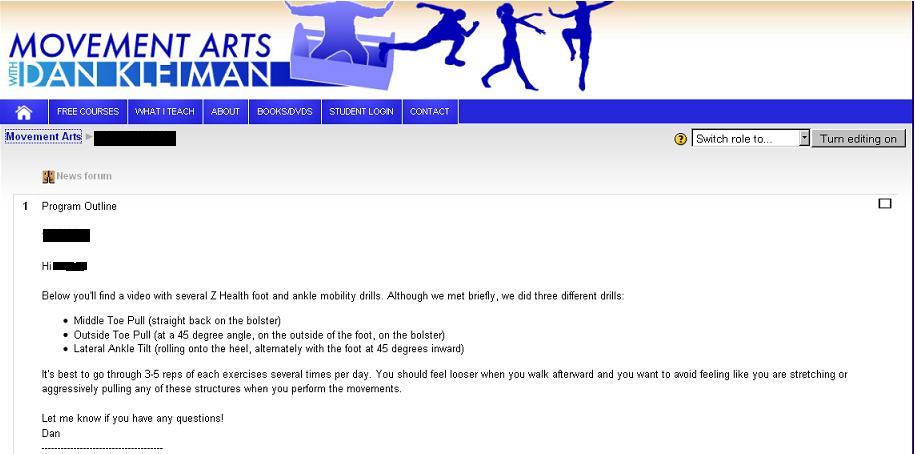 MOVEMENT ARTS
WITH DAN KLEIMAN
FREE COURSES WHAT I TEACH ABOUT BOOKS/DVDS STUDENT LOGIN CONTACT
Movement Arts ►
? Switch role to... Turn editing on
News forum
1 Program Outline
Hi
Below you'll find a video with several Z Health foot and ankle mobility drills. Although we met briefly, we did three different drills:
• Middle Toe Pull (straight back on the bolster)
• Outside Toe Pull (at a 45 degree angle, on the outside of the foot, on the bolster)
• Lateral Ankle Tilt (rolling onto the heel, alternately with the foot at 45 degrees inward)
It's best to go through 3-5 reps of each exercises several times per day. You should feel looser when you walk afterward and you want to avoid feeling like you are stretching or
aggressively pulling any of these structures when you perform the movements.
Let me know if you have any questions!
Dan
-------------------------------------